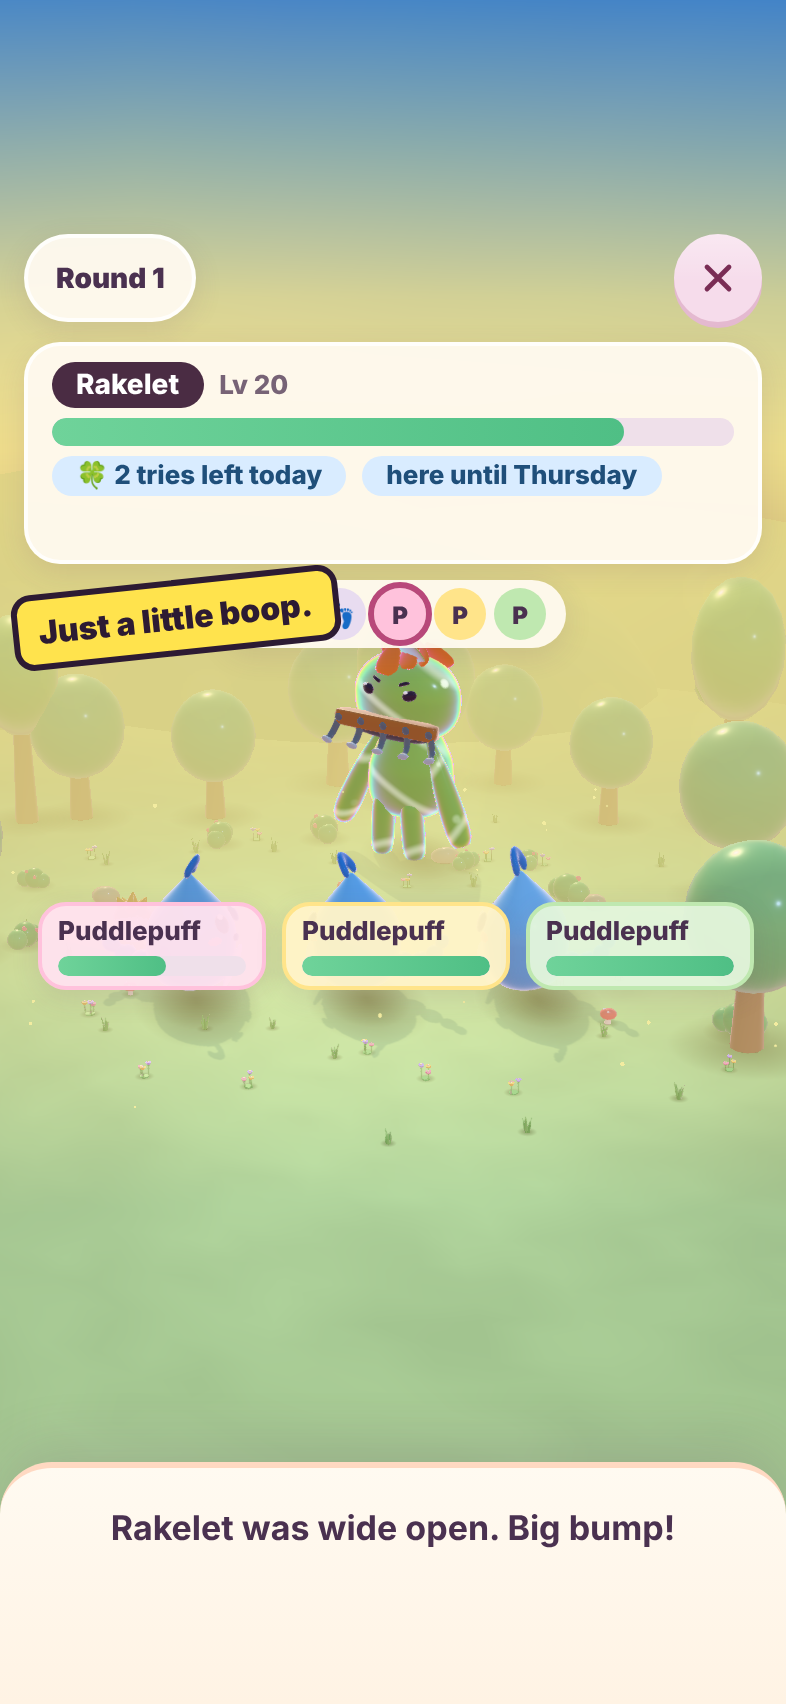 Round 1
Rakelet Lv 20
🍀 2 tries left today here until Thursday
Just a little boop.
P P P
Puddlepuff Puddlepuff Puddlepuff
Rakelet was wide open. Big bump!